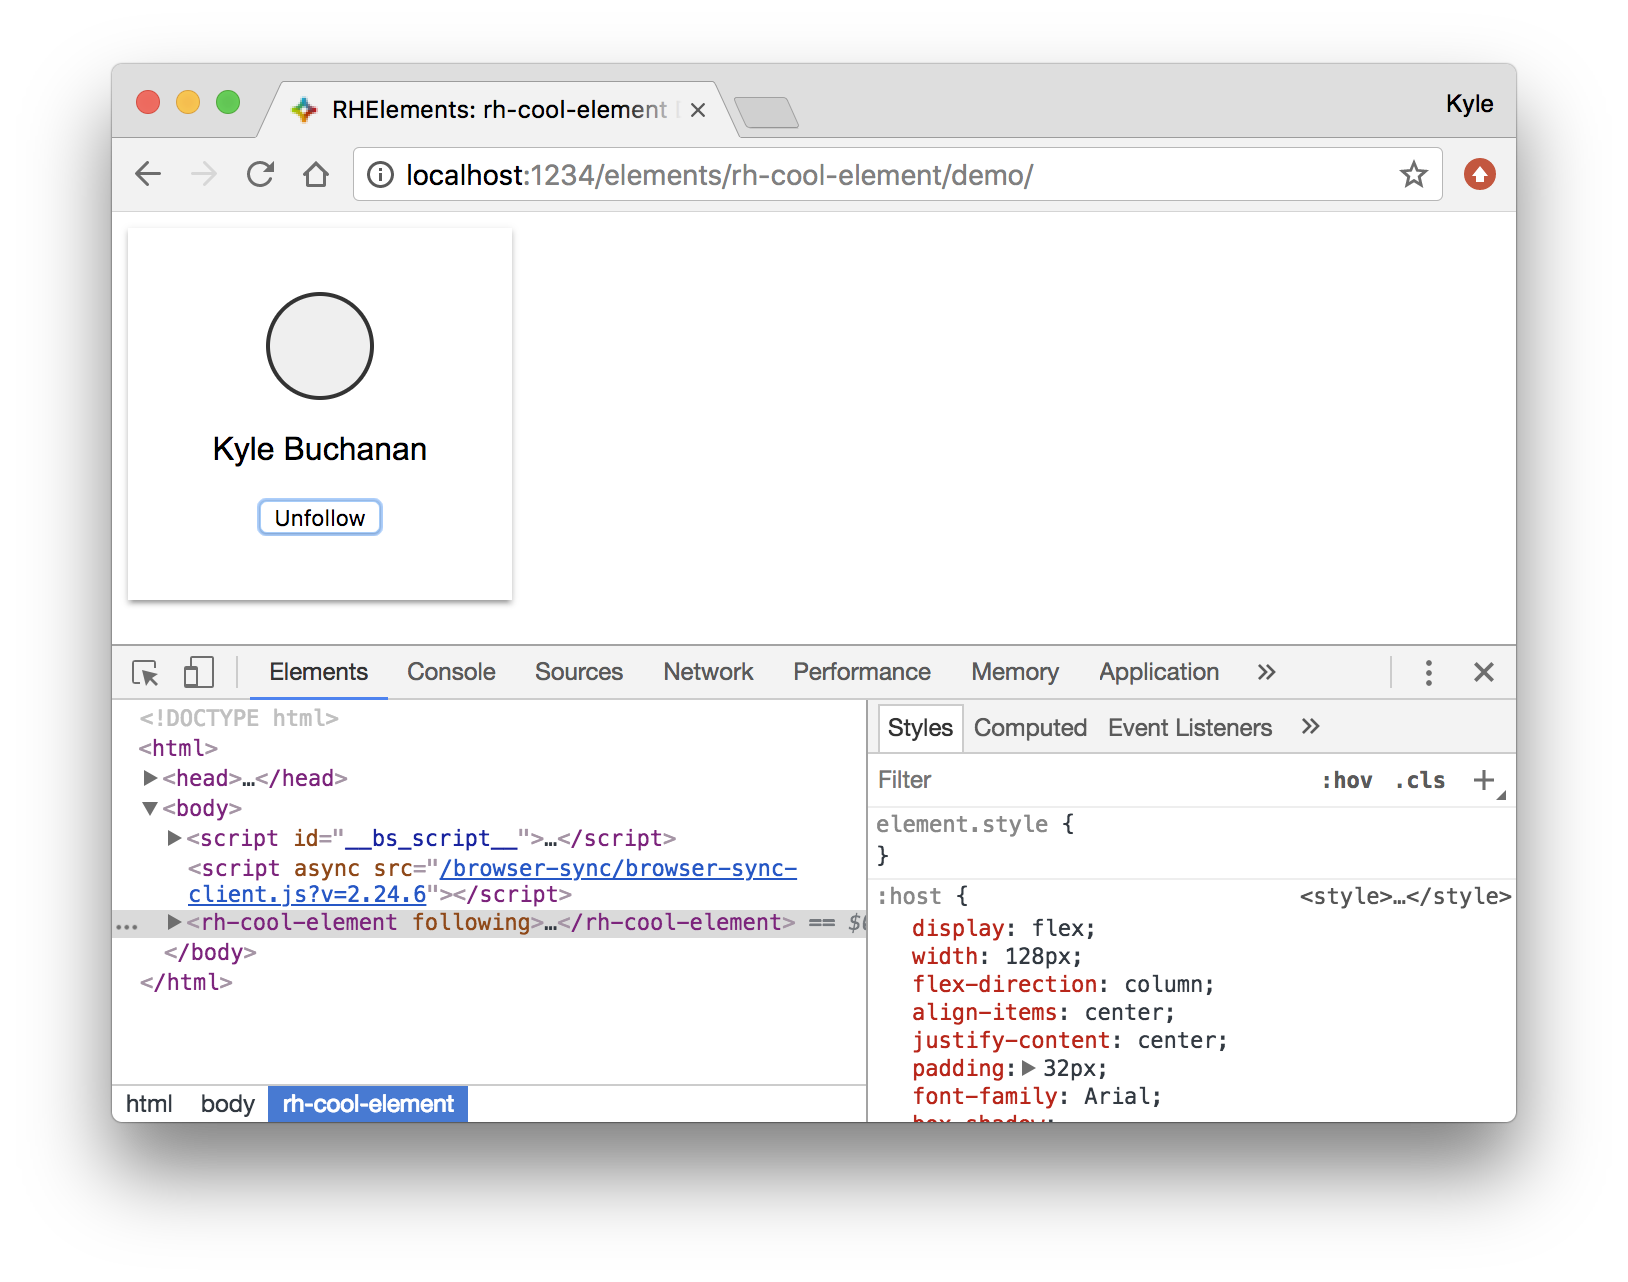 RHElements: rh-cool-element
Kyle
localhost:1234/elements/rh-cool-element/demo/
Kyle Buchanan
Unfollow
Elements Console Sources Network Performance Memory Application »
<!DOCTYPE html>
<html>
<head>…</head>
<body>
<script id="__bs_script__">…</script>
<script async src="/browser-sync/browser-sync-
client.js?v=2.24.6"></script>
... <rh-cool-element following>…</rh-cool-element> == $
</body>
</html>
html body rh-cool-element
Styles Computed Event Listeners »
Filter :hov .cls +
element.style {
}
:host { <style>…</style>
display: flex;
width: 128px;
flex-direction: column;
align-items: center;
justify-content: center;
padding: 32px;
font-family: Arial;
box-shadow: